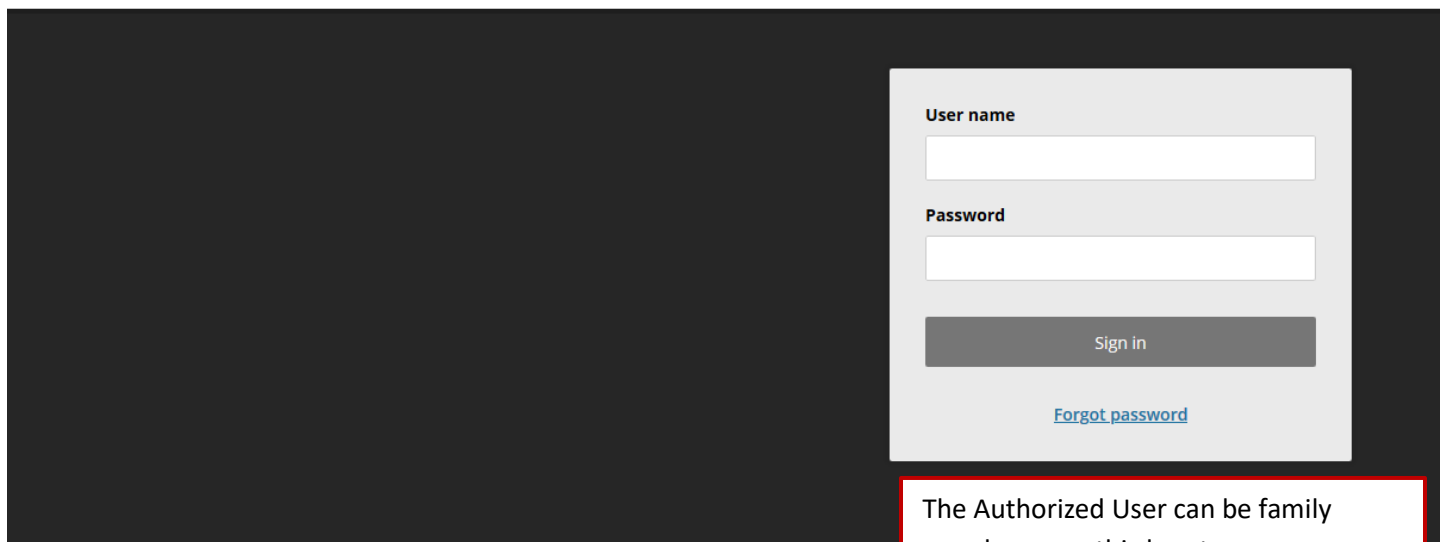 User name
Password
Sign in
Forgot password
The Authorized User can be family